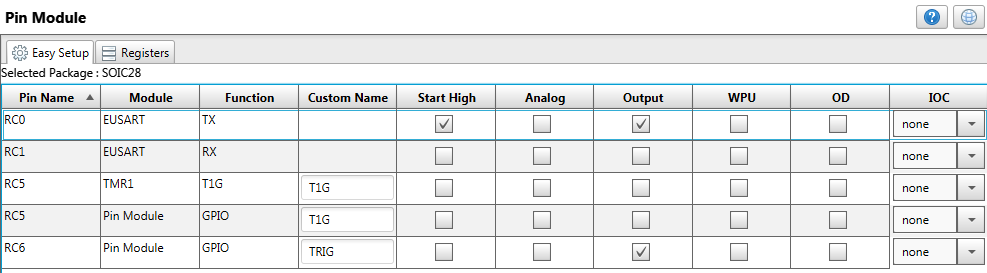 Pin Module
Easy Setup Registers
Selected Package : SOIC28
Pin Name Module Function Custom Name Start High Analog Output WPU OD IOC
RC0 EUSART TX none
RC1 EUSART RX none
RC5 TMR1 T1G T1G none
RC5 Pin Module GPIO T1G none
RC6 Pin Module GPIO TRIG none